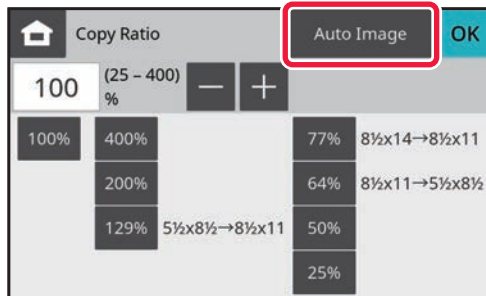 Copy Ratio
Auto Image
OK
100
(25 – 400)
%
100%
400%
77%
8½x14→8½x11
200%
64%
8½x11→5½x8½
129%
5½x8½→8½x11
50%
25%